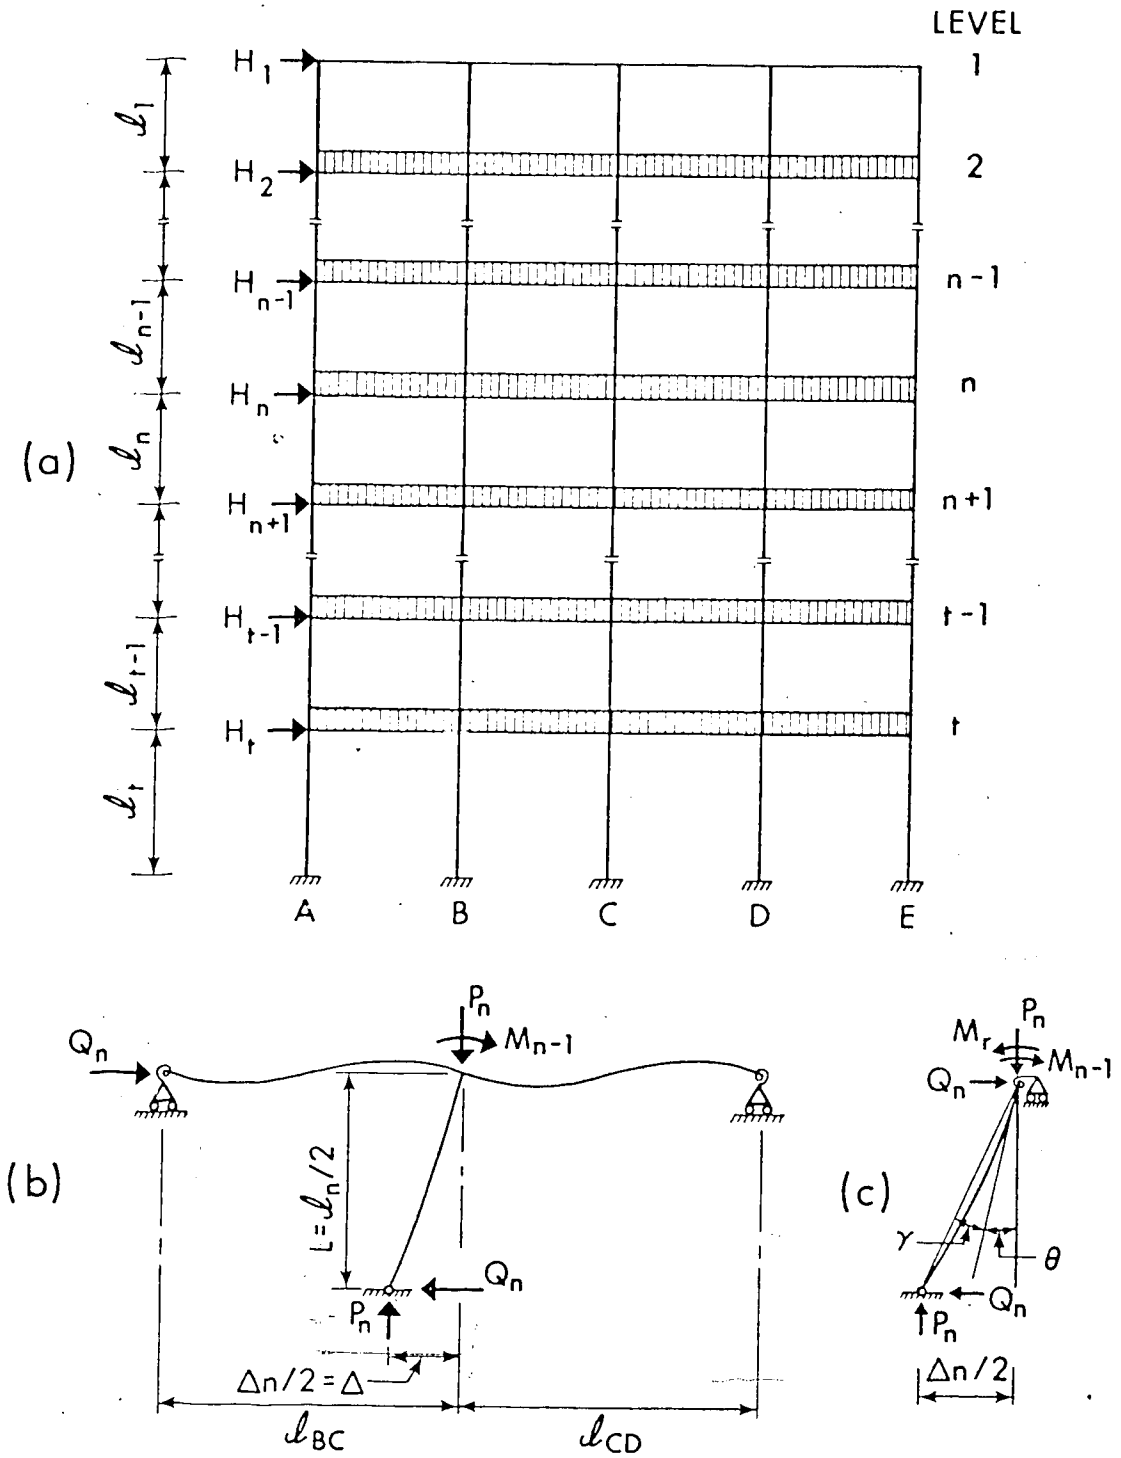 LEVEL
H₁ 1
ℓ₁
H₂ 2
Hₙ₋₁ n-1
ℓₙ₋₁
Hₙ n
(a)
ℓₙ
Hₙ₊₁ n+1
Hₜ₋₁ t-1
ℓₜ₋₁
Hₜ t
ℓₜ
A B C D E
Pₙ
Qₙ Mₙ₋₁
(b)
L=ℓₙ/2
Qₙ
Pₙ
Δn/2=Δ
ℓBC ℓCD
Pₙ
Mᵣ
Mₙ₋₁
Qₙ
(c)
γ θ
Qₙ
Pₙ
Δn/2